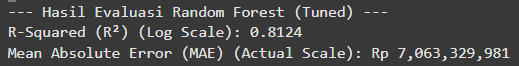 --- Hasil Evaluasi Random Forest (Tuned) ---
R-Squared (R²) (Log Scale): 0.8124
Mean Absolute Error (MAE) (Actual Scale): Rp 7,063,329,981